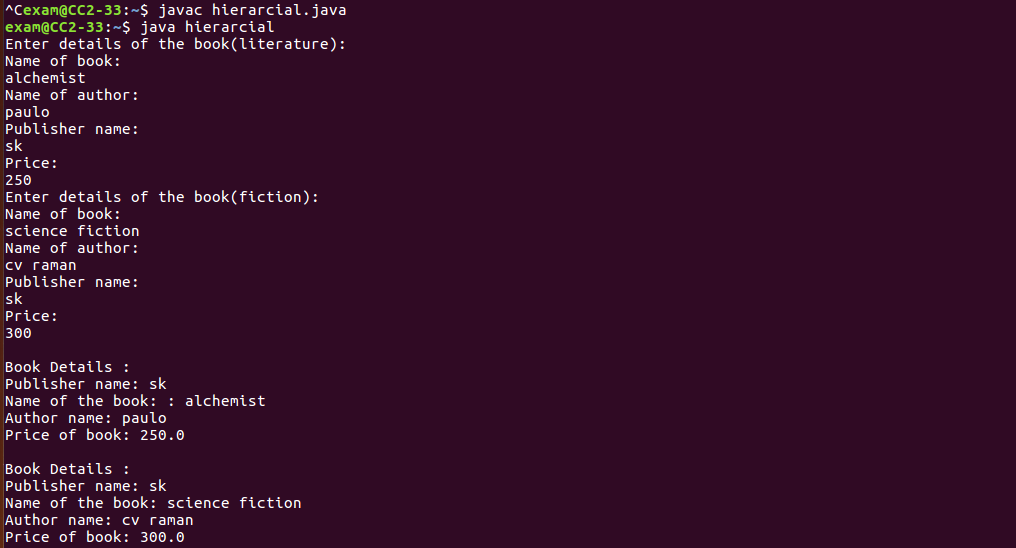 ^Cexam@CC2-33:~$ javac hierarcial.java
exam@CC2-33:~$ java hierarcial
Enter details of the book(literature):
Name of book:
alchemist
Name of author:
paulo
Publisher name:
sk
Price:
250
Enter details of the book(fiction):
Name of book:
science fiction
Name of author:
cv raman
Publisher name:
sk
Price:
300

Book Details :
Publisher name: sk
Name of the book: : alchemist
Author name: paulo
Price of book: 250.0

Book Details :
Publisher name: sk
Name of the book: science fiction
Author name: cv raman
Price of book: 300.0